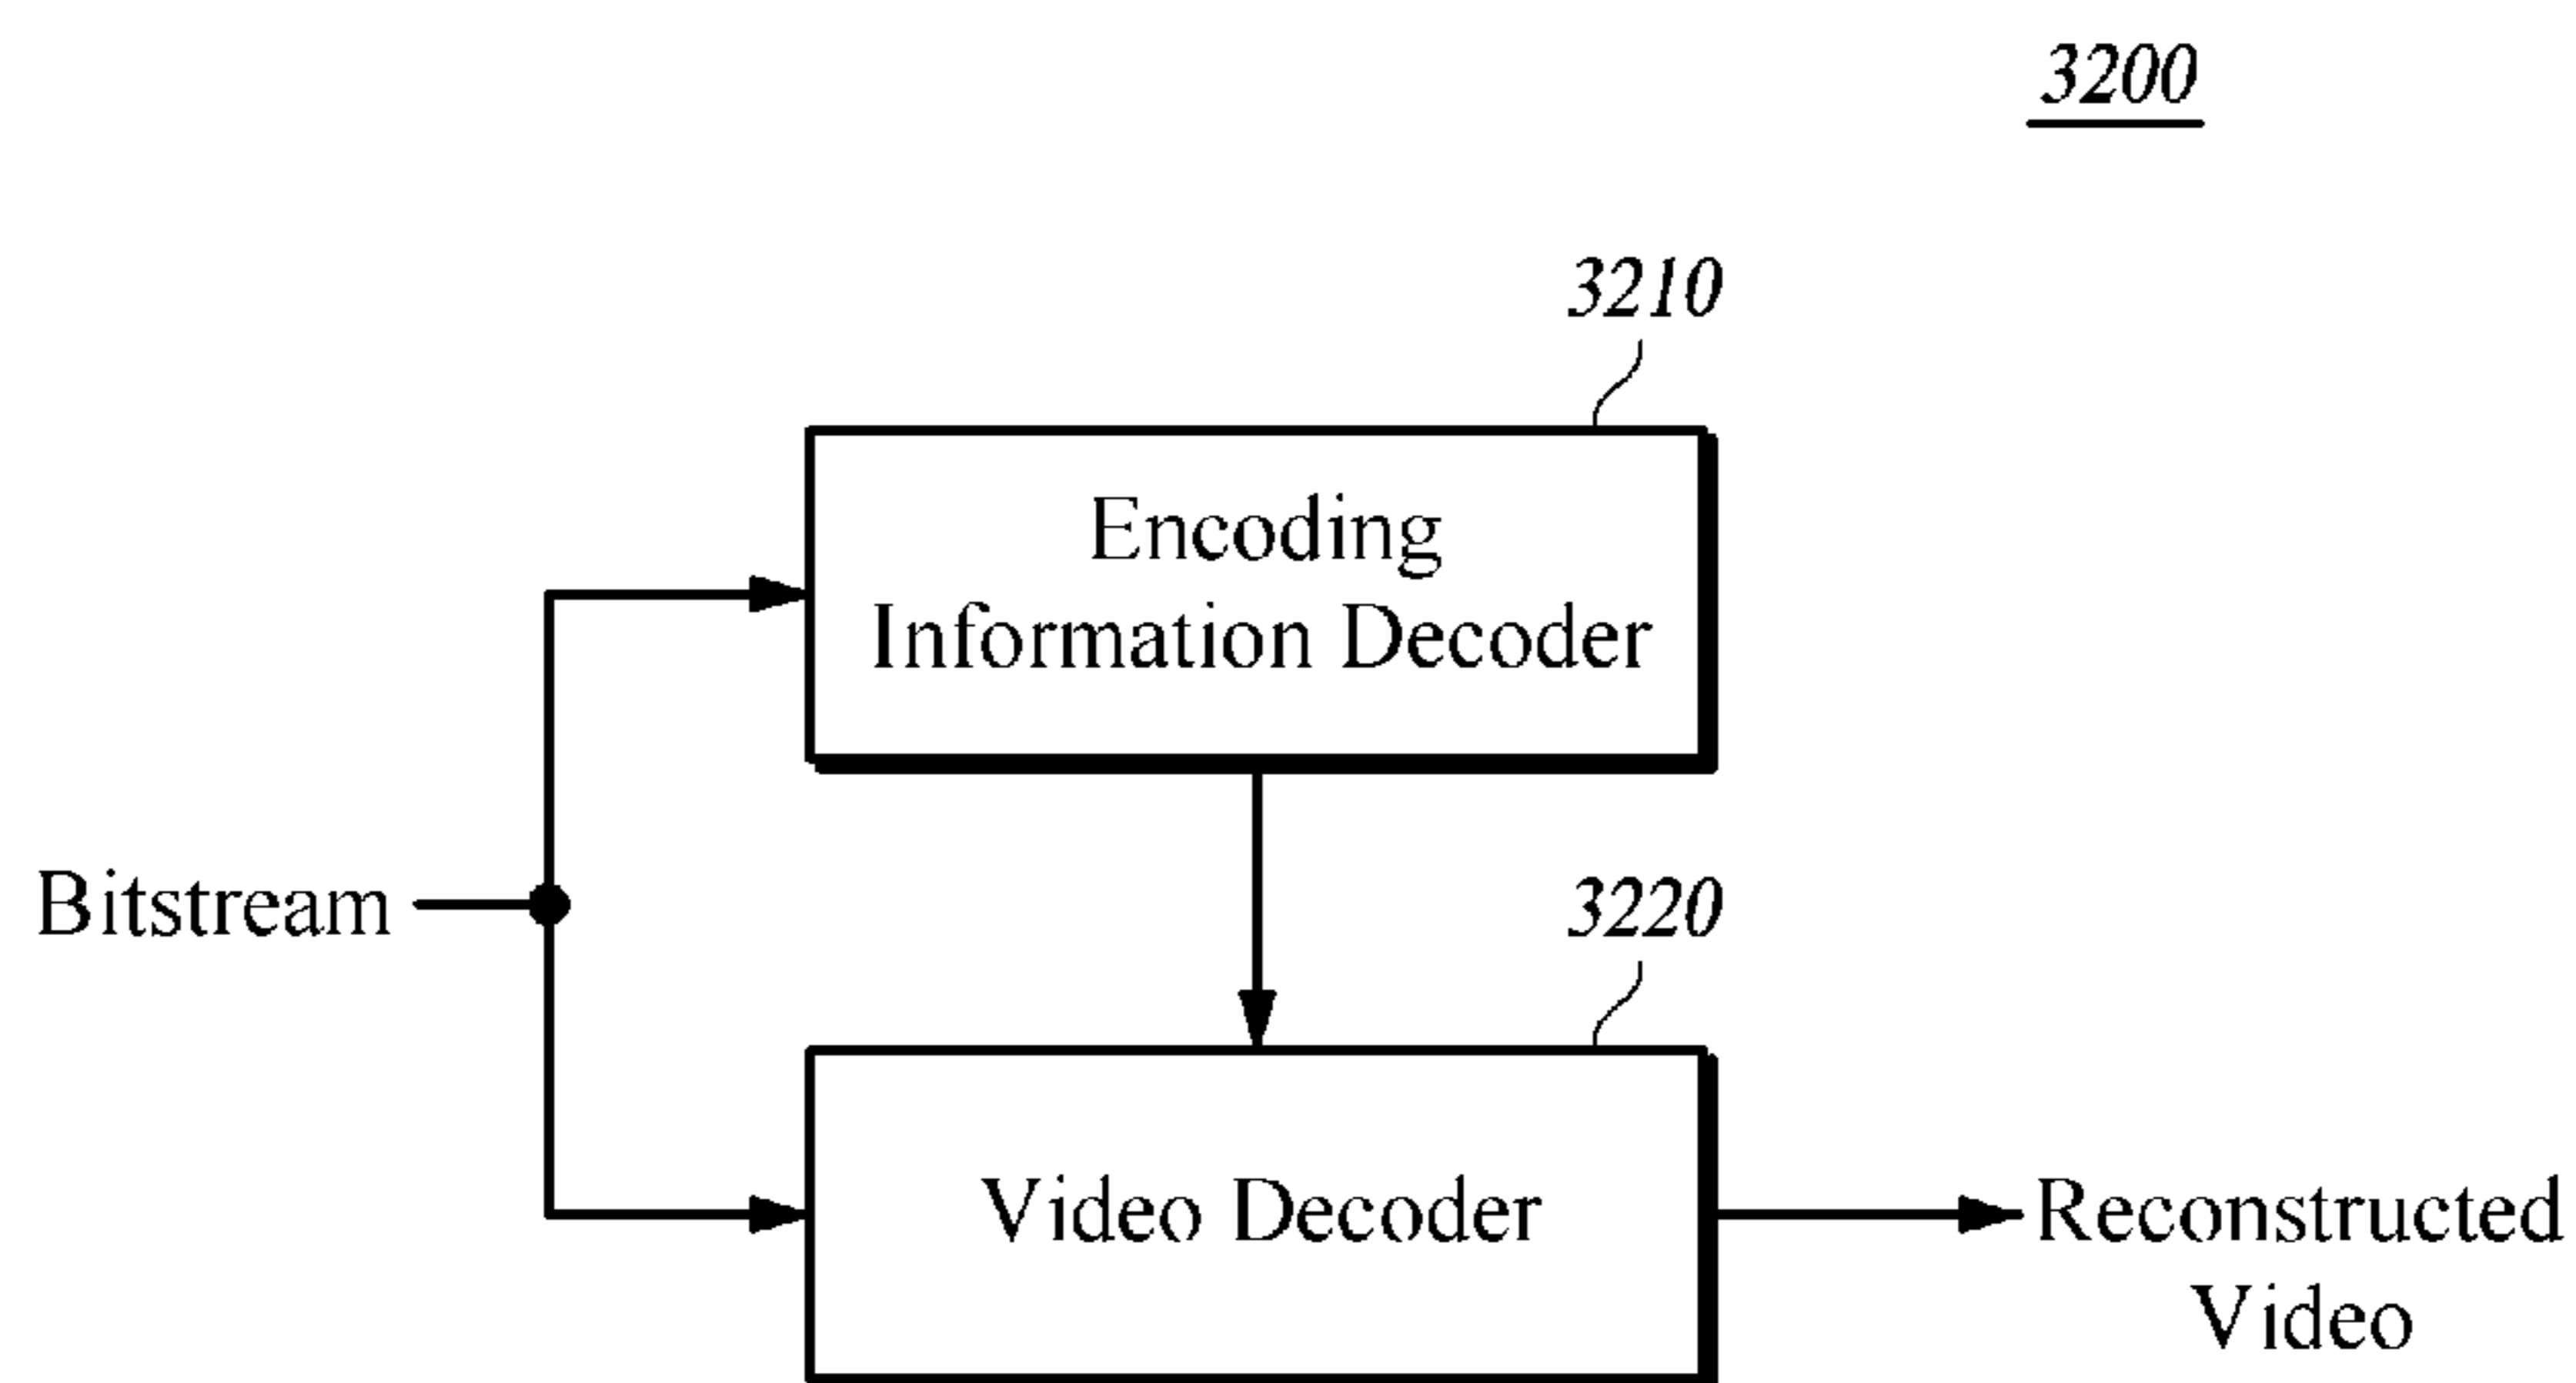 3200
3210
Encoding
Information Decoder
Bitstream
3220
Video Decoder
Reconstructed
Video